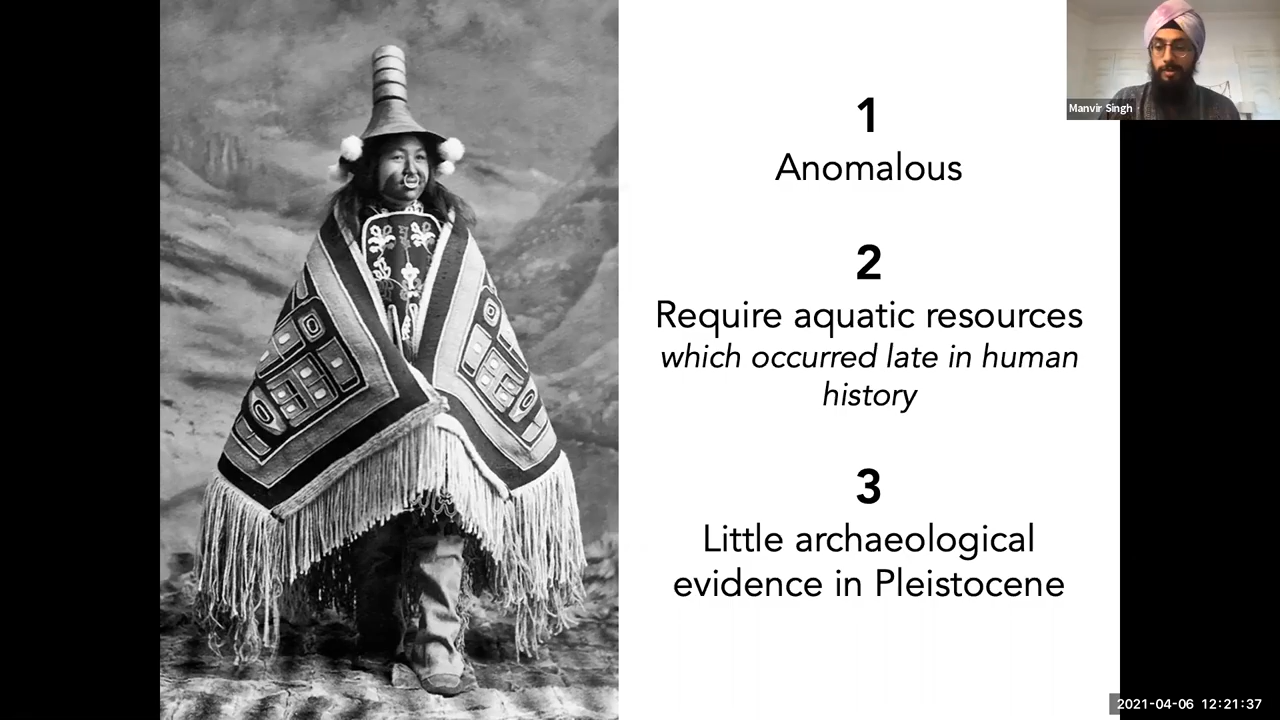 1
Anomalous
2
Require aquatic resources
which occurred late in human
history
3
Little archaeological
evidence in Pleistocene
Manvir Singh
2021-04-06 12:21:37